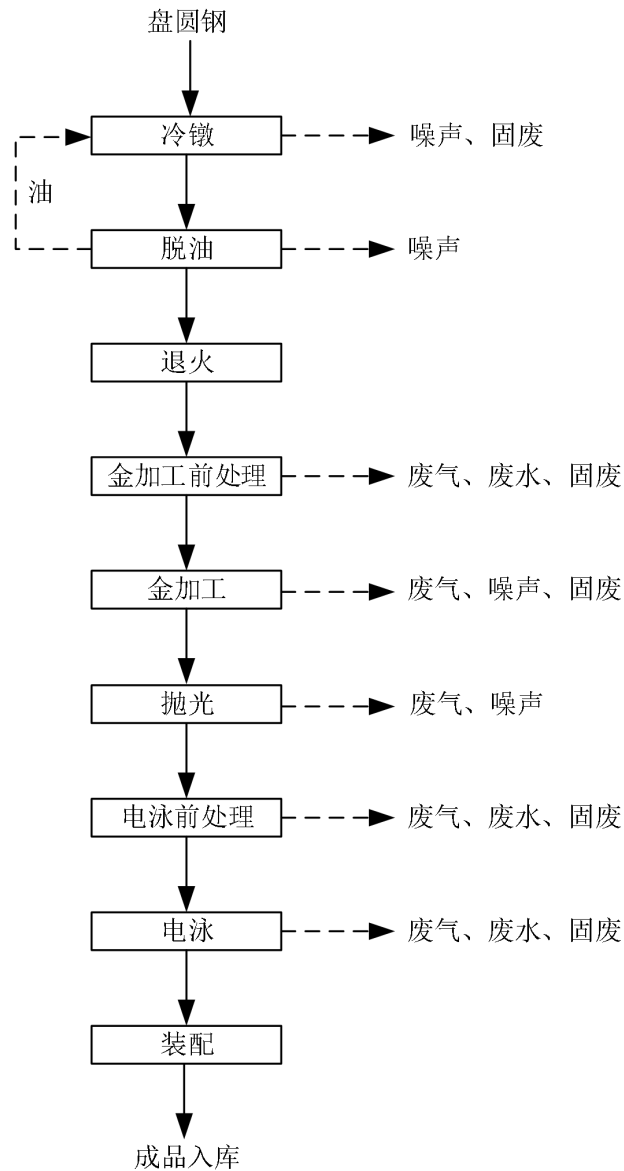 盘圆钢
冷镦
噪声、固废
油
脱油
噪声
退火
金加工前处理
废气、废水、固废
金加工
废气、噪声、固废
抛光
废气、噪声
电泳前处理
废气、废水、固废
电泳
废气、废水、固废
装配
成品入库